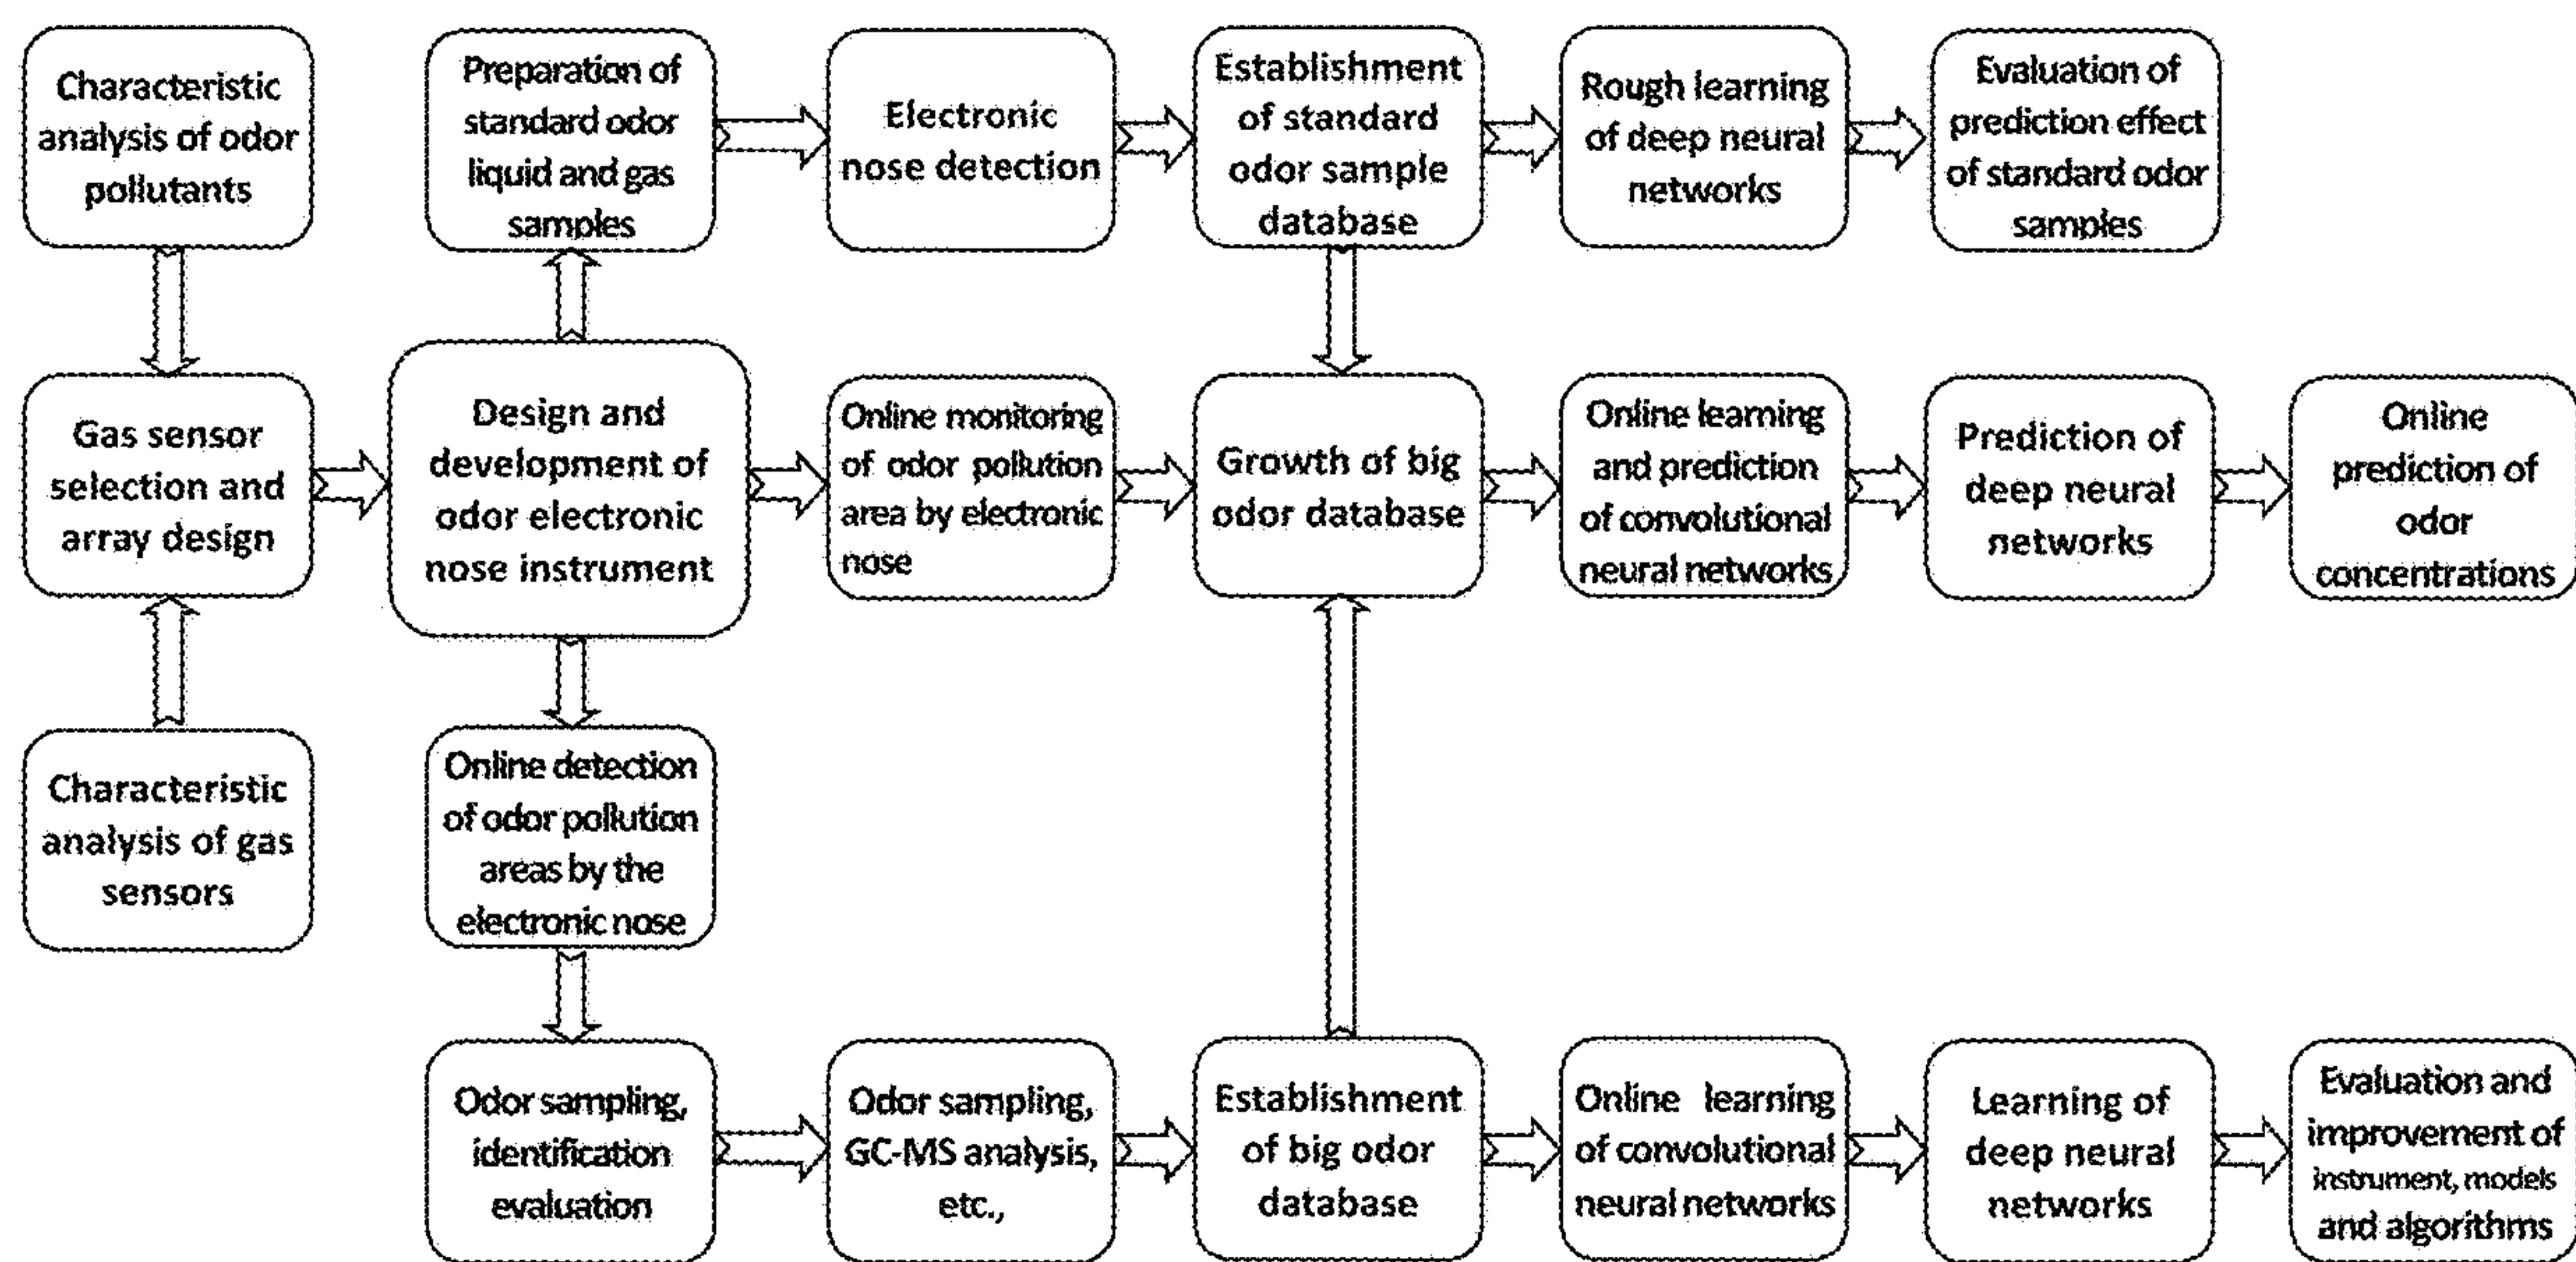 Characteristic
analysis of odor
pollutants
Preparation of
standard odor
liquid and gas
samples
Electronic
nose detection
Establishment
of standard
odor sample
database
Rough learning
of deep neural
networks
Evaluation of
prediction effect
of standard odor
samples
Gas sensor
selection and
array design
Design and
development of
odor electronic
nose instrument
Online monitoring
of odor pollution
area by electronic
nose
Growth of big
odor database
Online learning
and prediction
of convolutional
neural networks
Prediction of
deep neural
networks
Online
prediction of
odor
concentrations
Characteristic
analysis of gas
sensors
Online detection
of odor pollution
areas by the
electronic nose
Odor sampling,
identification
evaluation
Odor sampling,
GC-MS analysis,
etc.,
Establishment
of big odor
database
Online learning
of convolutional
neural networks
Learning of
deep neural
networks
Evaluation and
improvement of
instrument, models
and algorithms